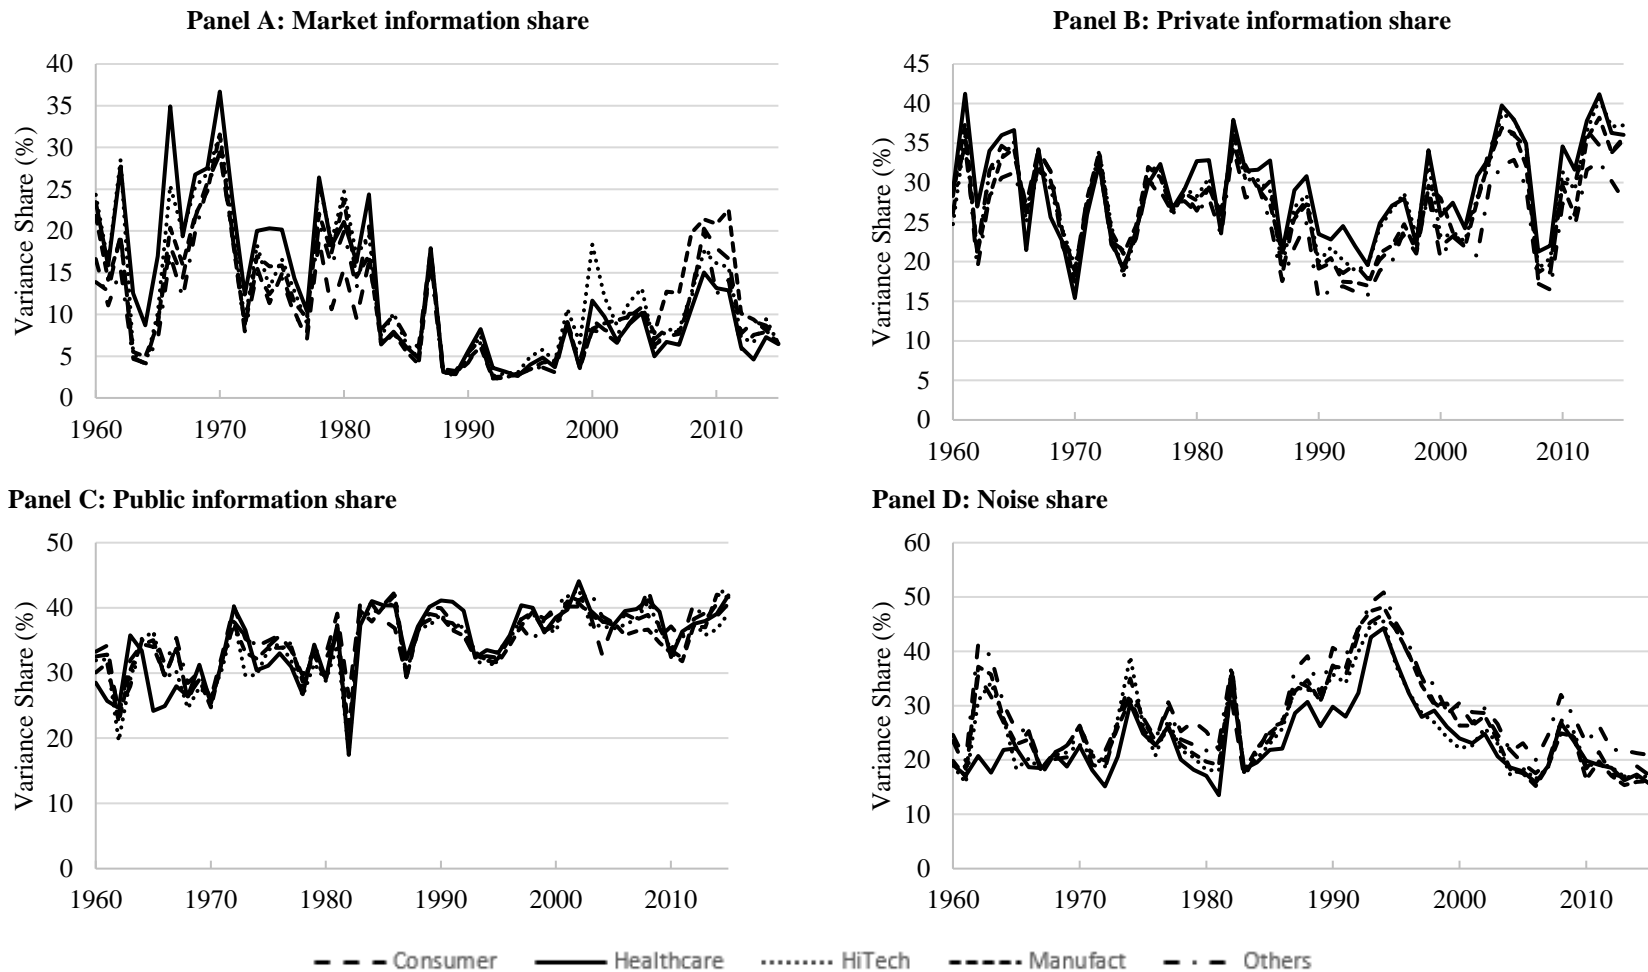 Panel A: Market information share
Variance Share (%)
40
35
30
25
20
15
10
5
0
1960 1970 1980 1990 2000 2010
Panel B: Private information share
Variance Share (%)
45
40
35
30
25
20
15
10
5
0
1960 1970 1980 1990 2000 2010
Panel C: Public information share
Variance Share (%)
50
40
30
20
10
0
1960 1970 1980 1990 2000 2010
Panel D: Noise share
Variance Share (%)
60
50
40
30
20
10
0
1960 1970 1980 1990 2000 2010
Consumer Healthcare HiTech Manufact Others